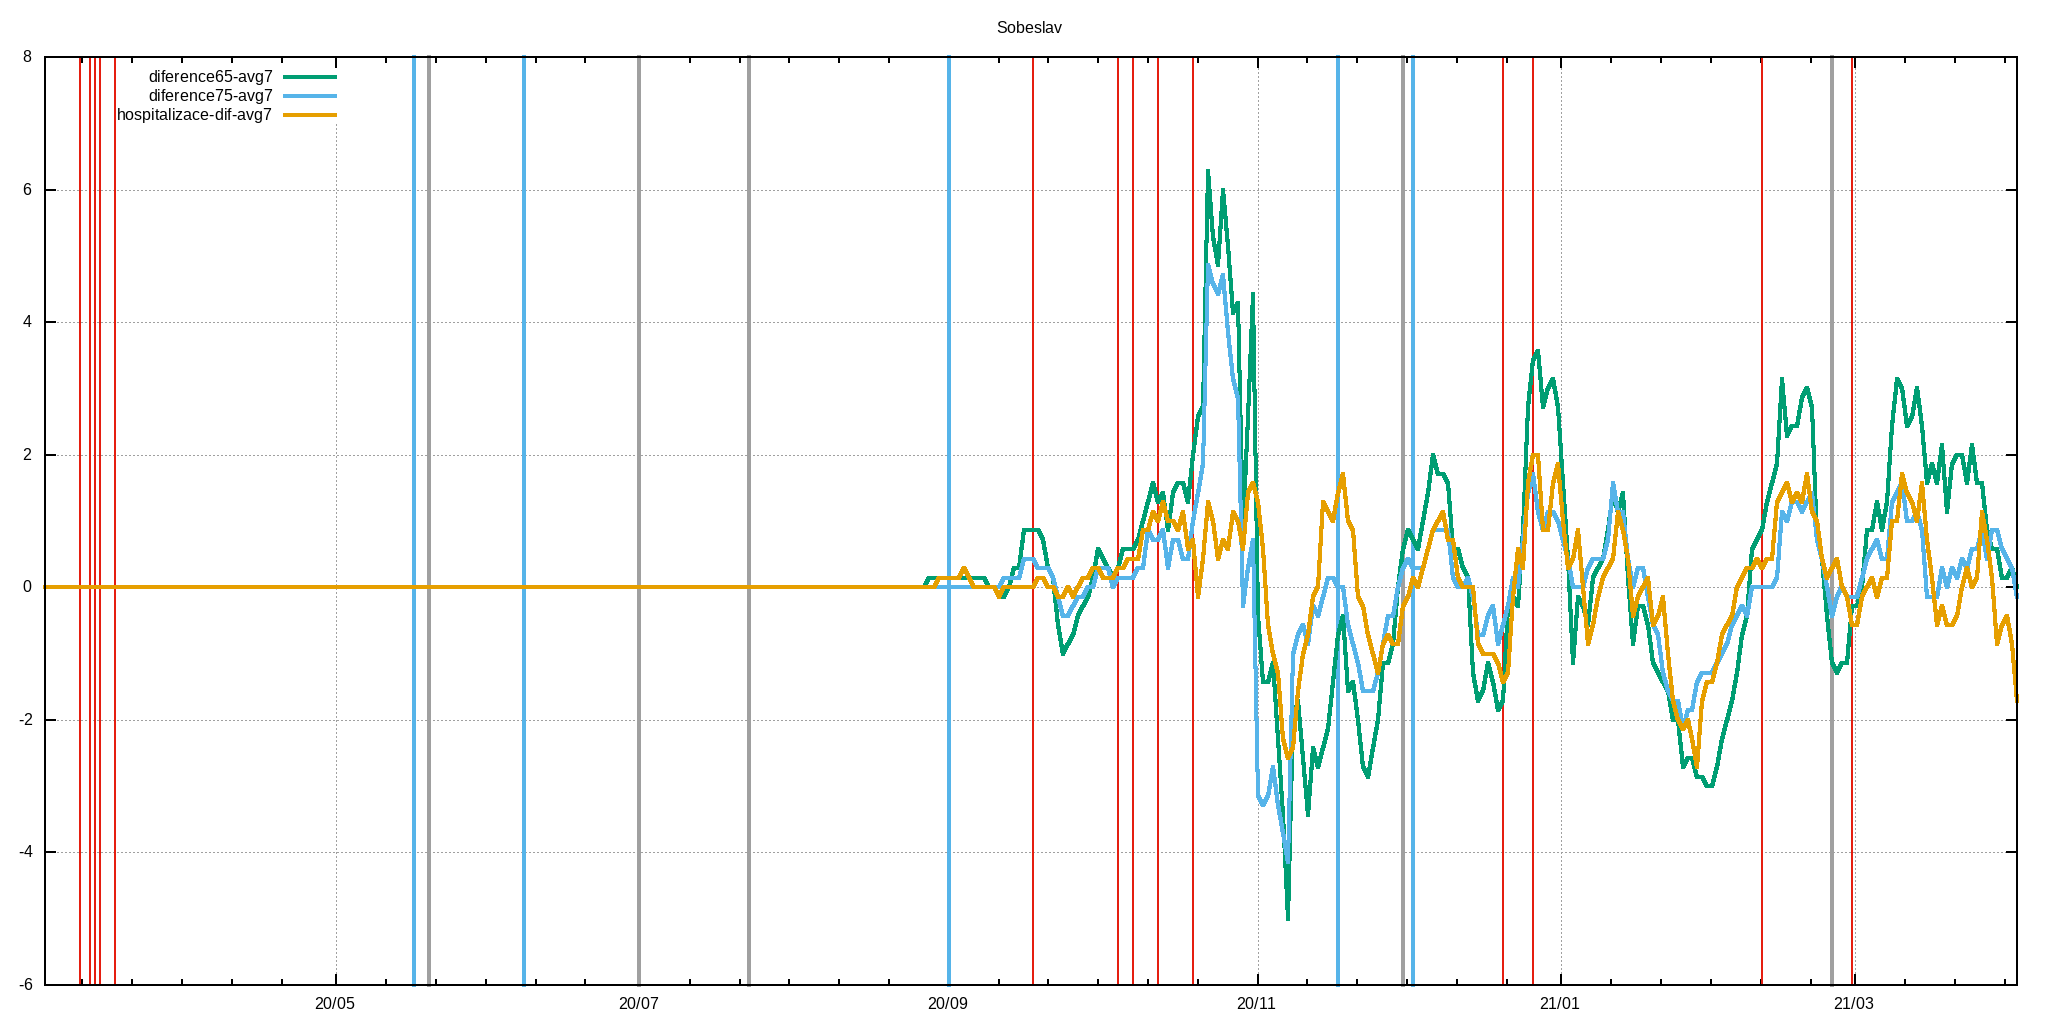 Sobeslav
diference65-avg7
diference75-avg7
hospitalizace-dif-avg7
8
6
4
2
0
-2
-4
-6
20/05 20/07 20/09 20/11 21/01 21/03